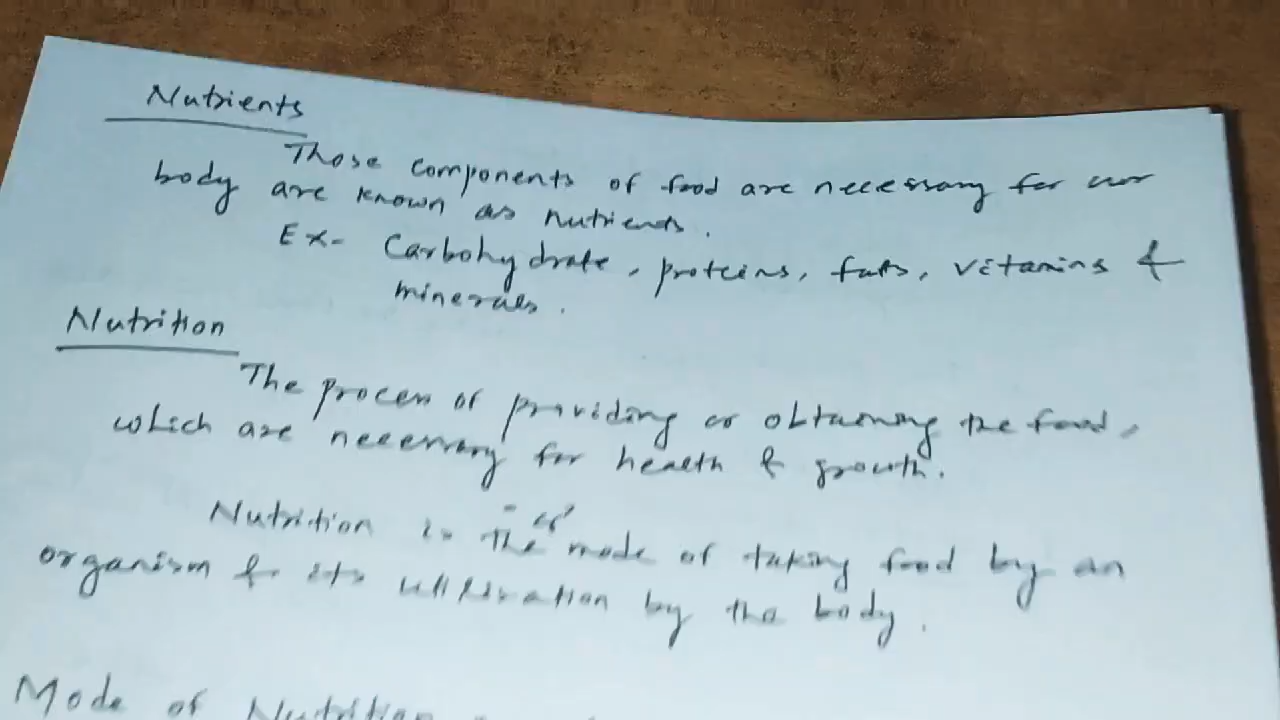 Nutrients
Those components of food are necessary for our
body are known as nutrients.
Ex- Carbohydrate, proteins, fats, vitamins &
minerals.
Nutrition
The process of providing or obtaining the food,
which are necessary for health & growth.
- or
Nutrition is the mode of taking food by an
organism & its utilization by the body.
Mode of Nutrition